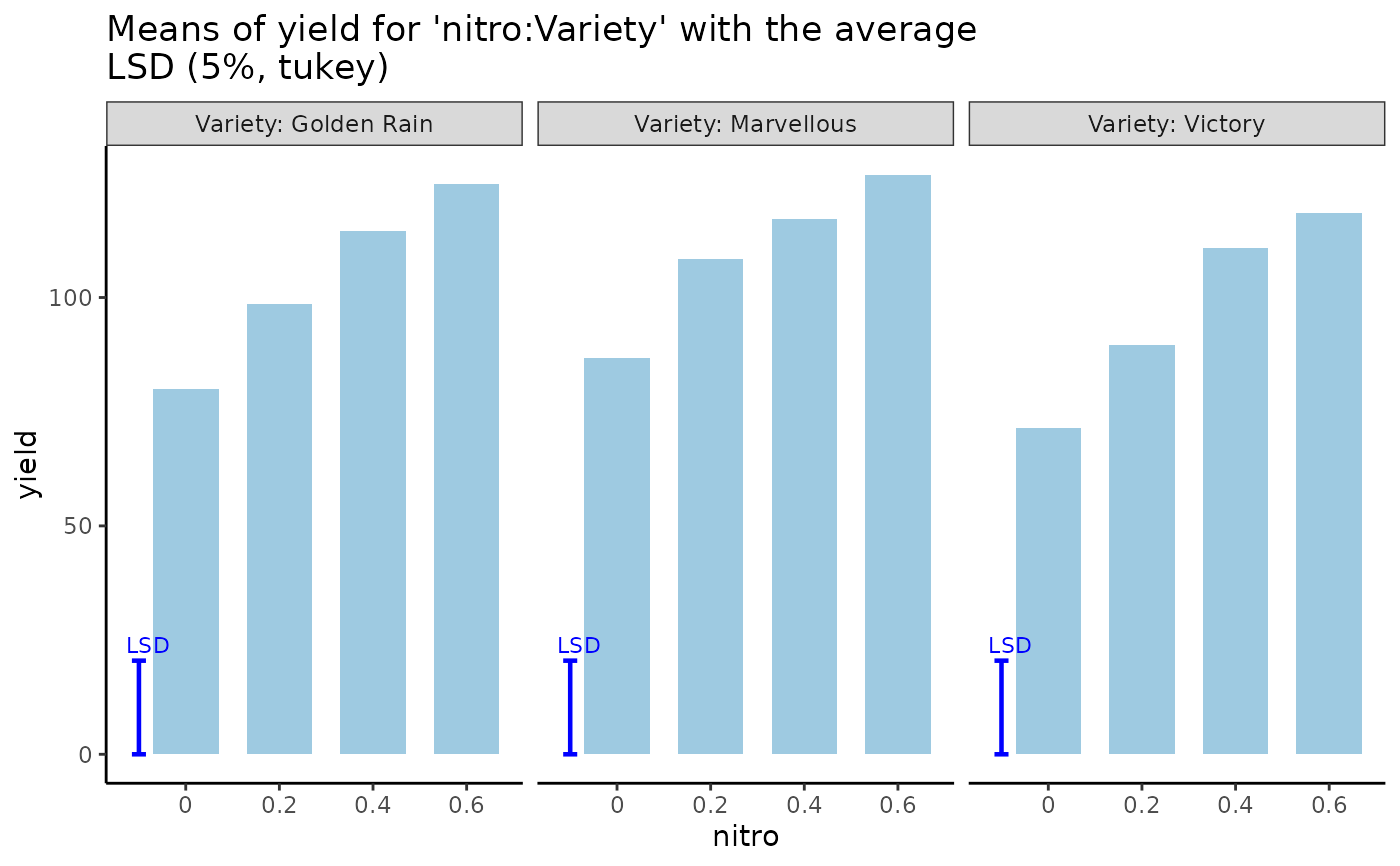 Means of yield for 'nitro:Variety' with the average
LSD (5%, tukey)
Variety: Golden Rain
Variety: Marvellous
Variety: Victory
yield
100
50
0
LSD
LSD
LSD
0 0.2 0.4 0.6
0 0.2 0.4 0.6
0 0.2 0.4 0.6
nitro